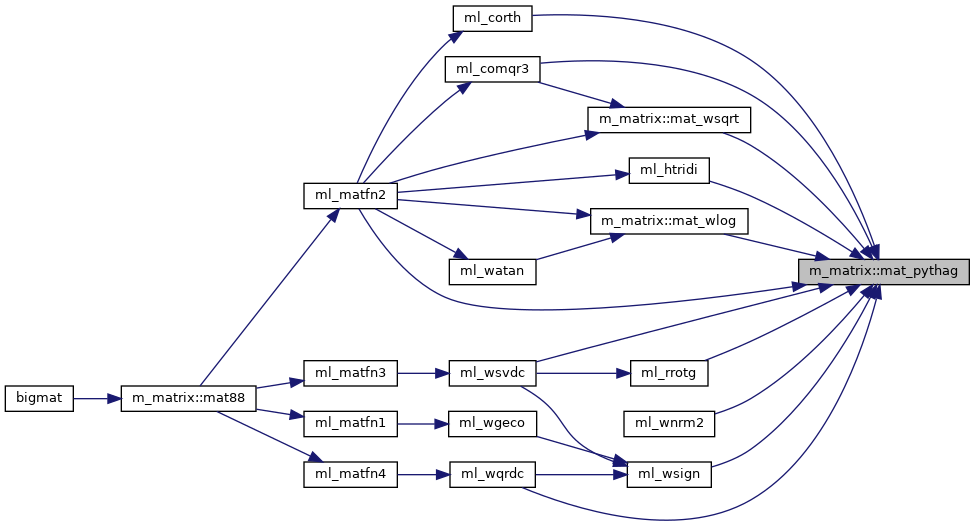 ml_corth
ml_comqr3
m_matrix::mat_wsqrt
ml_htridi
ml_matfn2
m_matrix::mat_wlog
ml_watan
m_matrix::mat_pythag
ml_matfn3
ml_wsvdc
ml_rrotg
bigmat
m_matrix::mat88
ml_matfn1
ml_wgeco
ml_wnrm2
ml_matfn4
ml_wqrdc
ml_wsign